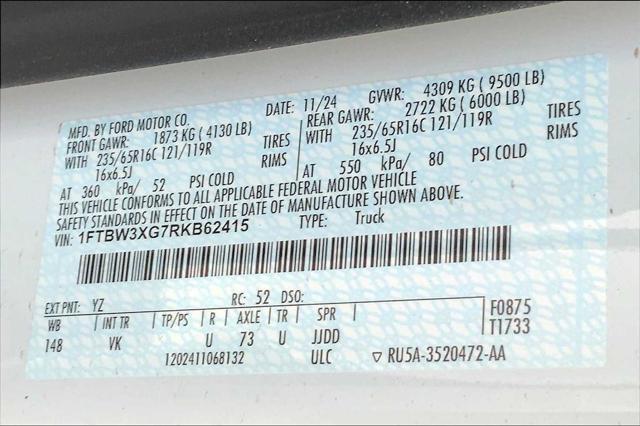 MFD. BY FORD MOTOR CO. DATE: 11/24 GVWR: 4309 KG ( 9500 LB)
FRONT GAWR: 1873 KG ( 4130 LB) REAR GAWR: 2722 KG ( 6000 LB)
WITH 235/65R16C 121/119R TIRES WITH 235/65R16C 121/119R TIRES
16x6.5J RIMS 16x6.5J RIMS
AT 360 kPa/ 52 PSI COLD AT 550 kPa/ 80 PSI COLD
THIS VEHICLE CONFORMS TO ALL APPLICABLE FEDERAL MOTOR VEHICLE
SAFETY STANDARDS IN EFFECT ON THE DATE OF MANUFACTURE SHOWN ABOVE.
VIN: 1FTBW3XG7RKB62415 TYPE: Truck
EXT PNT: YZ RC: 52 DSO:
WB INT TR TP/PS R AXLE TR SPR F0875
148 VK U 73 U JJDD T1733
1202411068132 ULC ▽ RU5A-3520472-AA